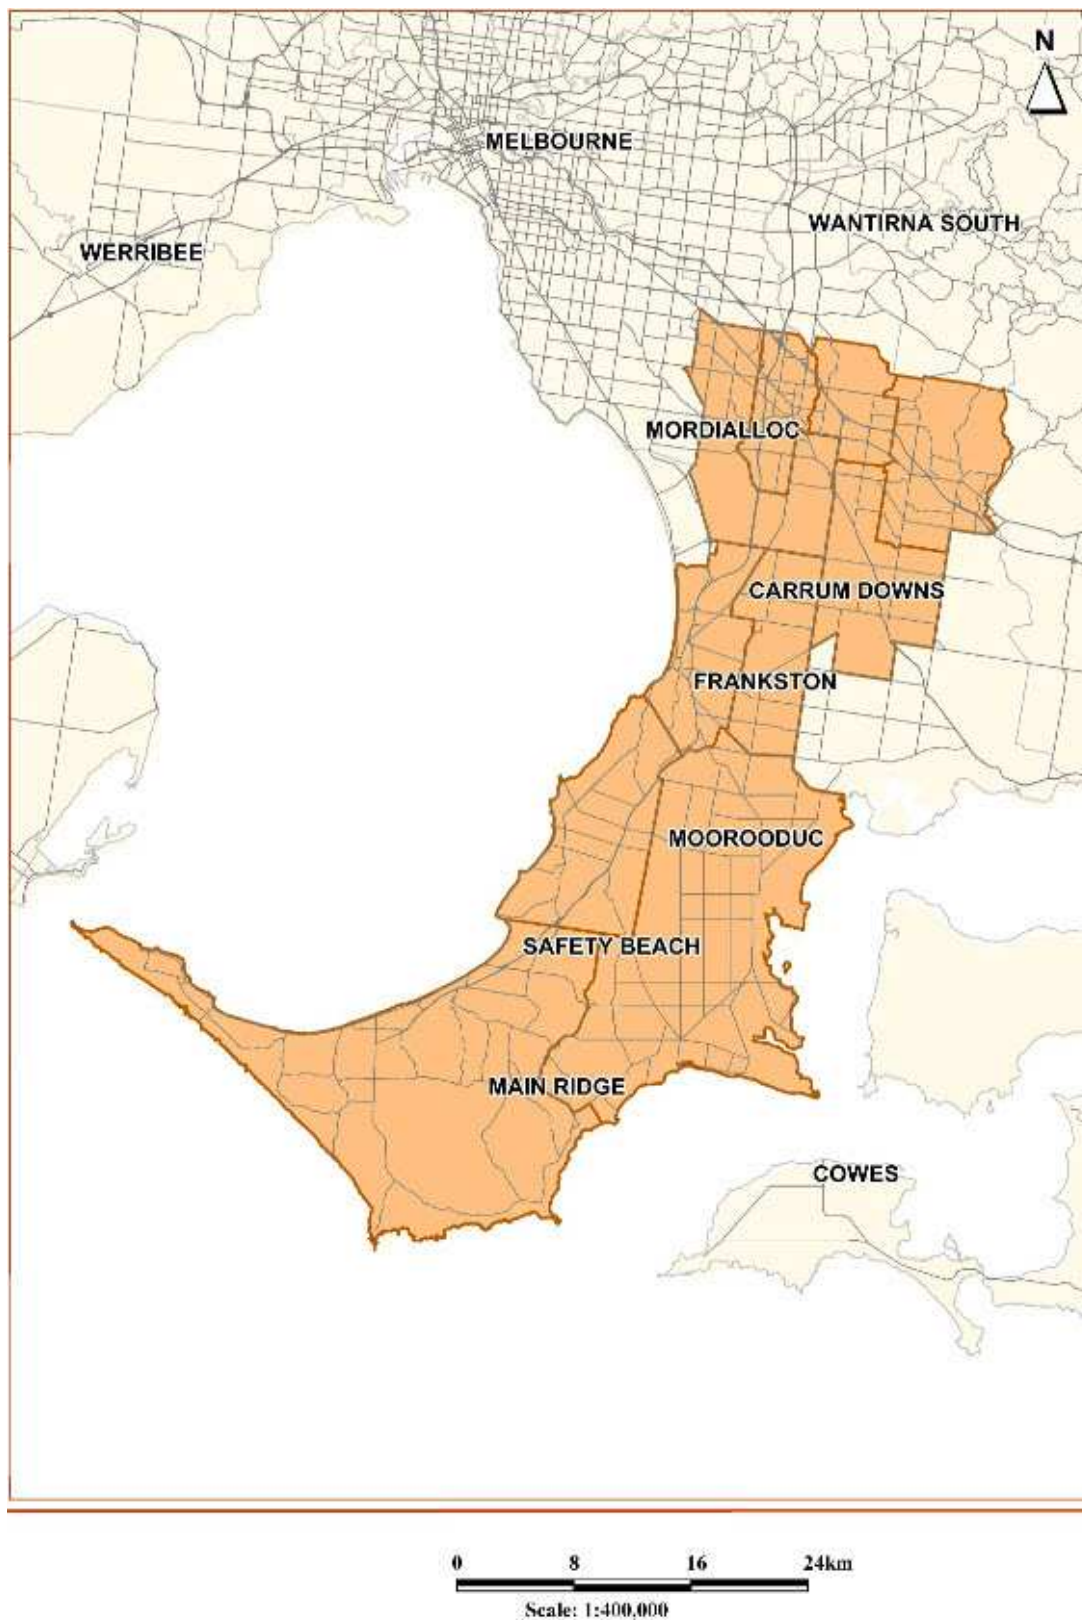 N
MELBOURNE
WANTIRNA SOUTH
WERRIBEE
MORDIALLOC
CARRUM DOWNS
FRANKSTON
MOOROODUC
SAFETY BEACH
MAIN RIDGE
COWES
0 8 16 24km
Scale: 1:400,000